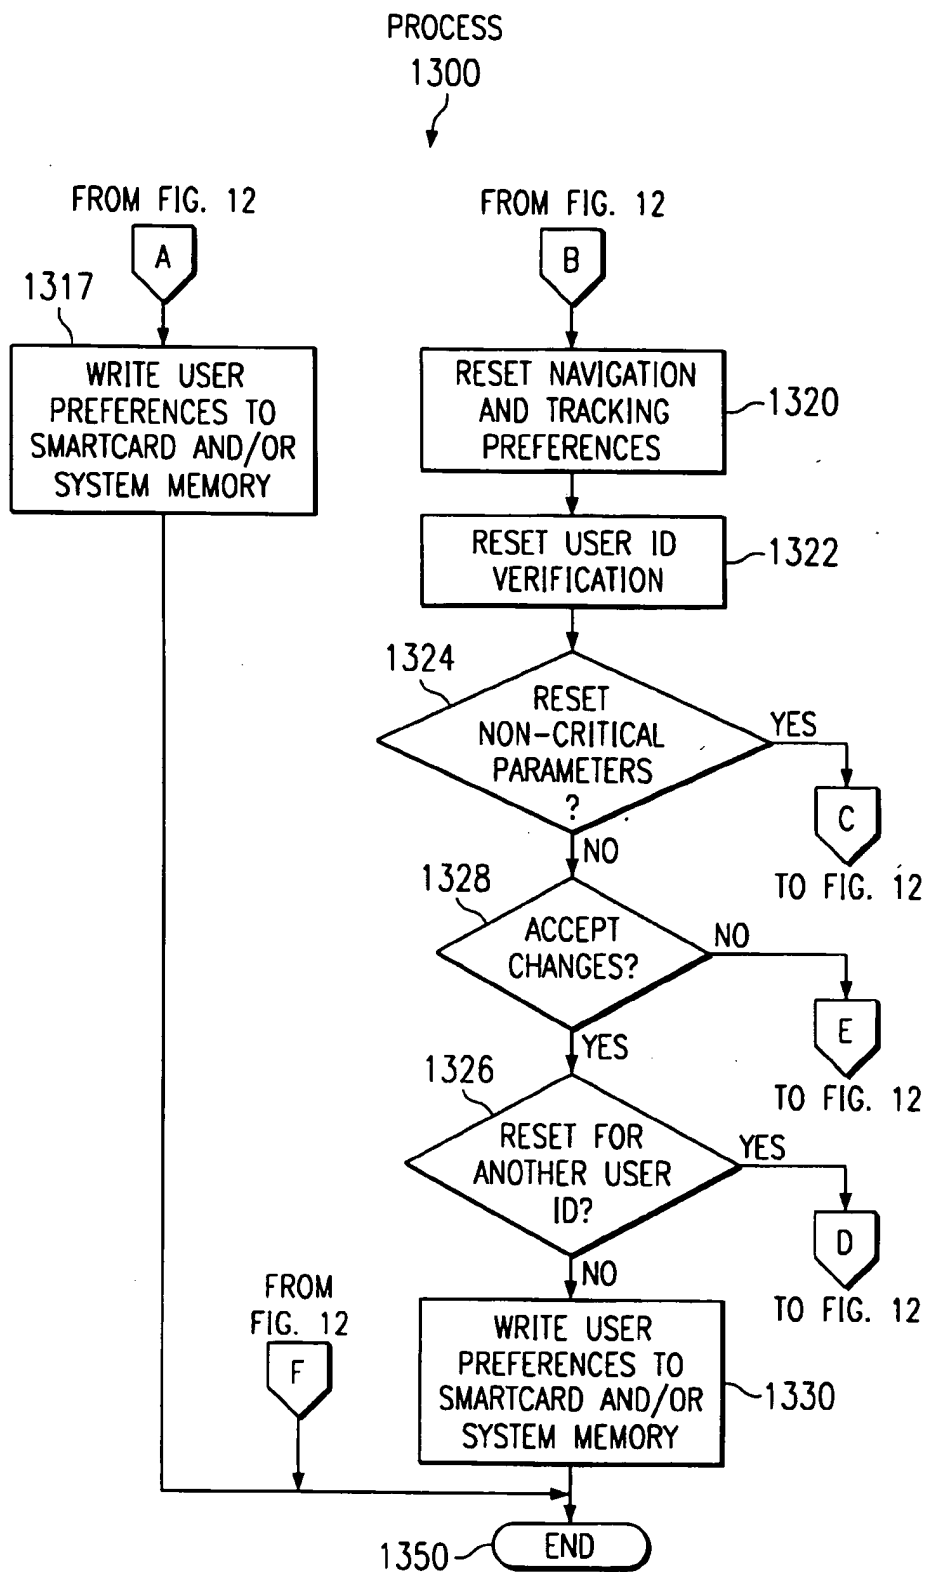 PROCESS
1300
FROM FIG. 12
A
1317
WRITE USER
PREFERENCES TO
SMARTCARD AND/OR
SYSTEM MEMORY
FROM FIG. 12
B
RESET NAVIGATION
AND TRACKING
PREFERENCES
1320
RESET USER ID
VERIFICATION
1322
1324
RESET
NON-CRITICAL
PARAMETERS
?
YES
C
TO FIG. 12
NO
1328
ACCEPT
CHANGES?
NO
E
TO FIG. 12
YES
1326
RESET FOR
ANOTHER USER
ID?
YES
D
TO FIG. 12
NO
FROM
FIG. 12
F
WRITE USER
PREFERENCES TO
SMARTCARD AND/OR
SYSTEM MEMORY
1330
1350
END